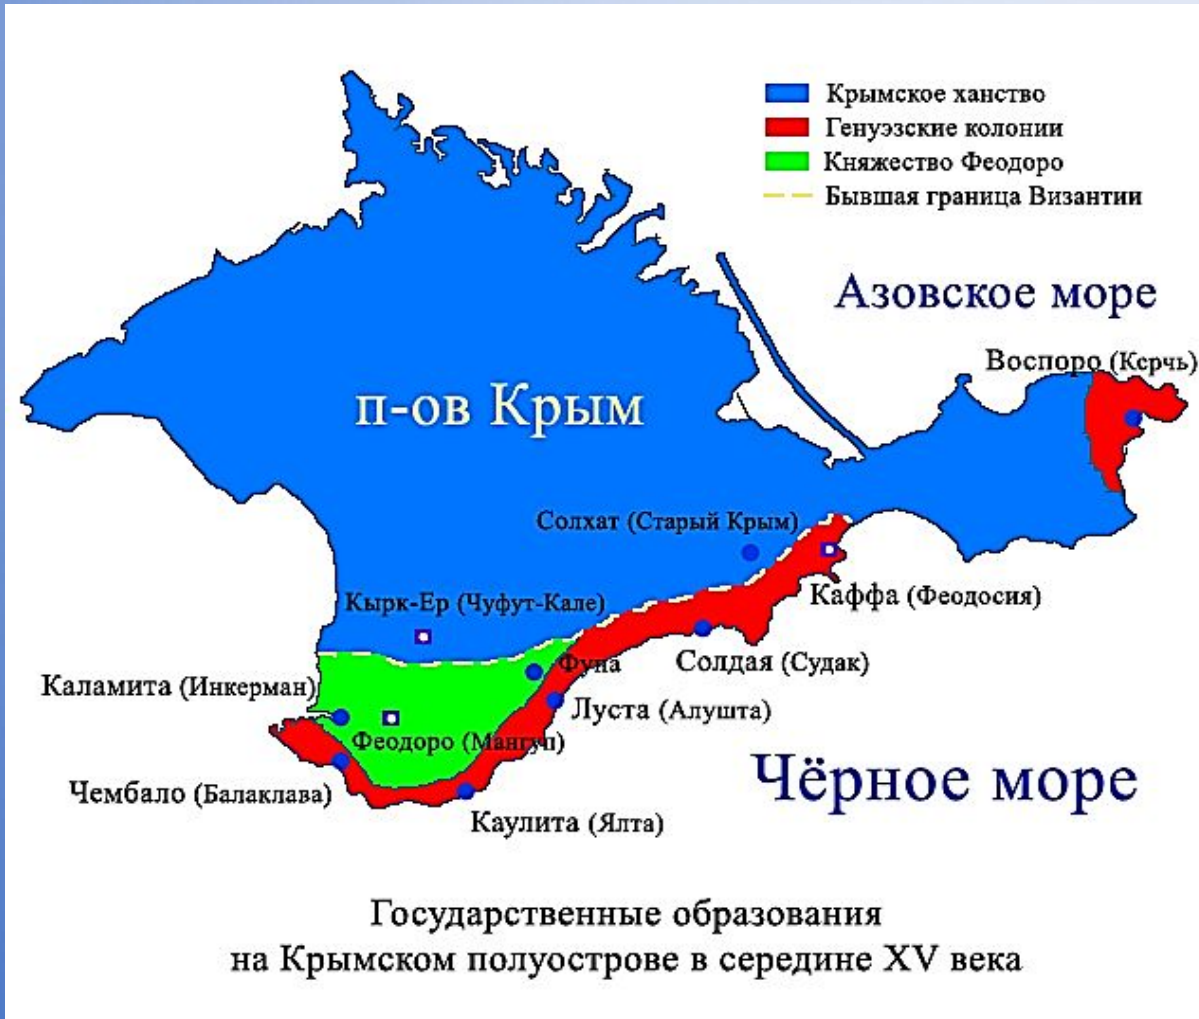 Крымское ханство
Генуэзские колонии
Княжество Феодоро
Бывшая граница Византии
Азовское море
Воспоро (Керчь)
п-ов Крым
Солхат (Старый Крым)
Каффа (Феодосия)
Кырк-Ер (Чуфут-Кале)
Фуна
Солдая (Судак)
Каламита (Инкерман)
Луста (Алушта)
Феодоро (Мангуп)
Чёрное море
Чембало (Балаклава)
Каулита (Ялта)
Государственные образования
на Крымском полуострове в середине XV века